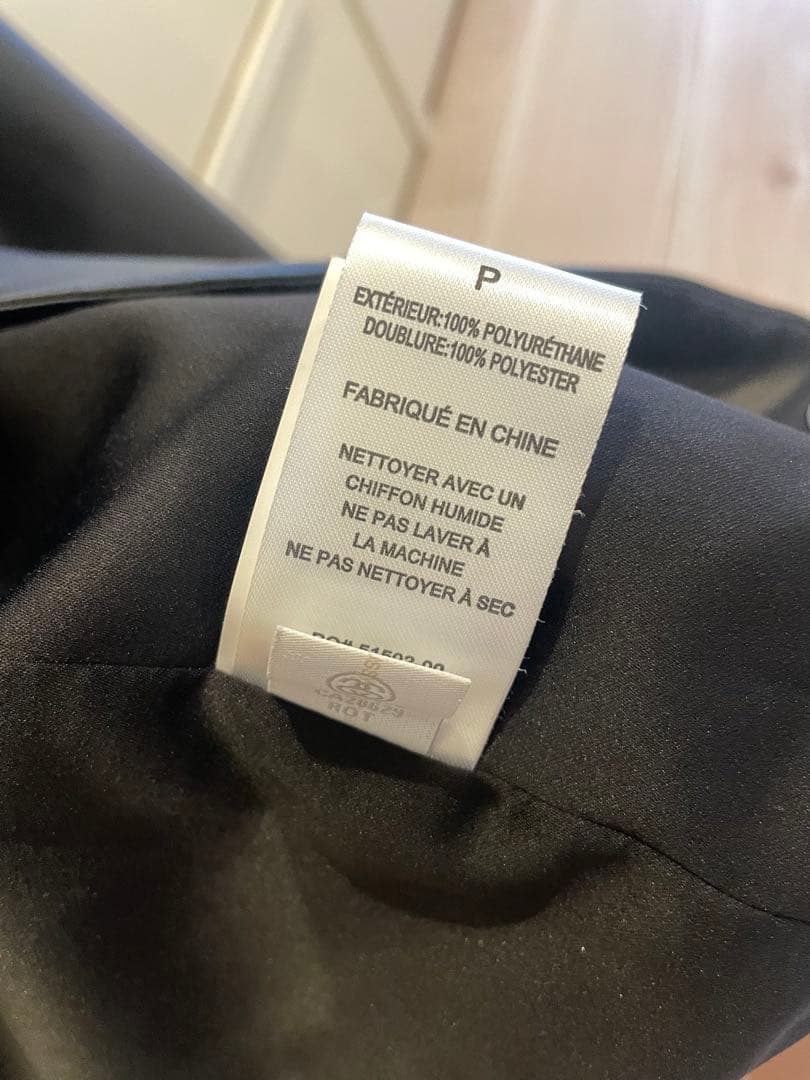 P
EXTÉRIEUR:100% POLYURÉTHANE
DOUBLURE:100% POLYESTER
FABRIQUÉ EN CHINE
NETTOYER AVEC UN
CHIFFON HUMIDE
NE PAS LAVER À
LA MACHINE
NE PAS NETTOYER À SEC